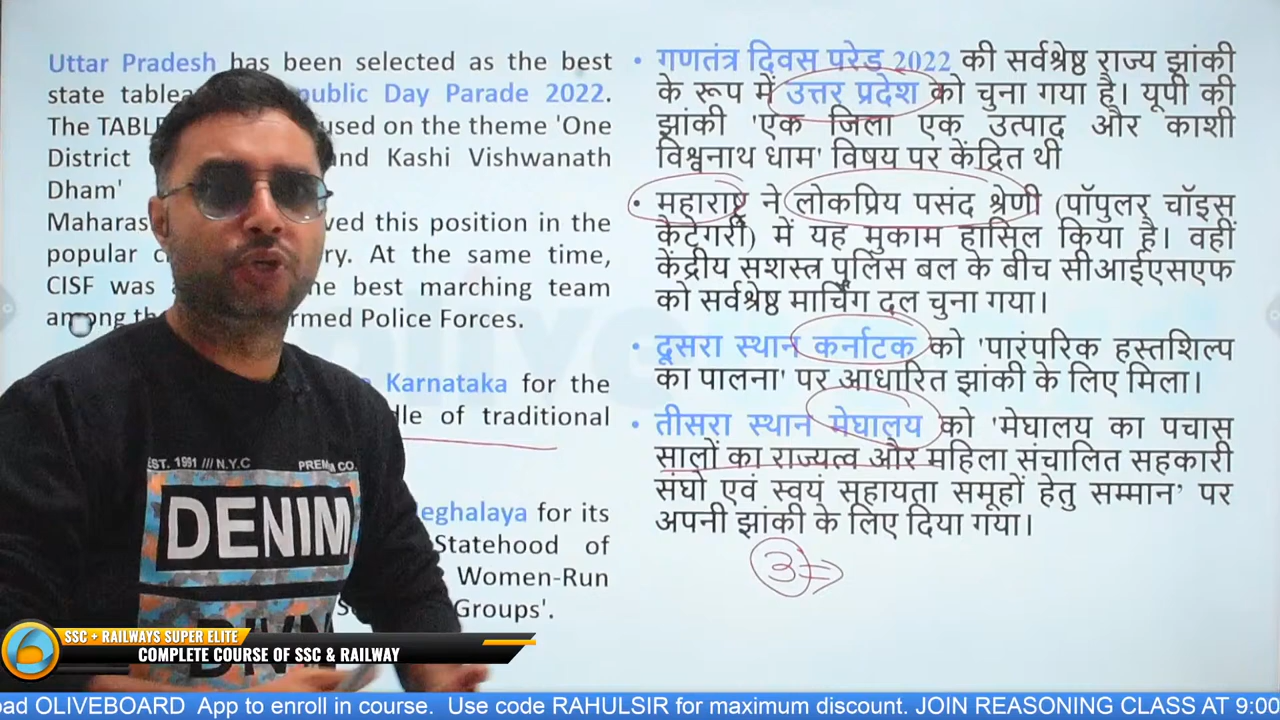 Uttar Pradesh has been selected as the best
state public Day Parade 2022.
The used on the theme 'One
District and Kashi Vishwanath
Dham'
ved this position in the
popular ry. At the same time,
CISF was e best marching team
among rmed Police Forces.
Karnataka for the
dle of traditional
eghalaya for its
Statehood of
Women-Run
Groups'.
• गणतंत्र दिवस परेड 2022 की सर्वश्रेष्ठ राज्य झांकी
के रूप में उत्तर प्रदेश को चुना गया है। यूपी की
झांकी 'एक जिला एक उत्पाद और काशी
विश्वनाथ धाम' विषय पर केंद्रित थी
• महाराष्ट्र ने लोकप्रिय पसंद श्रेणी (पॉपुलर चॉइस
कैटेगरी) में यह मुकाम हासिल किया है। वहीं
केंद्रीय सशस्त्र पुलिस बल के बीच सीआईएसएफ
को सर्वश्रेष्ठ मार्चिंग दल चुना गया।
• दूसरा स्थान कर्नाटक को 'पारंपरिक हस्तशिल्प
का पालना' पर आधारित झांकी के लिए मिला।
• तीसरा स्थान मेघालय को 'मेघालय का पचास
सालों का राज्यत्व और महिला संचालित सहकारी
संघो एवं स्वयं सहायता समूहों हेतु सम्मान’ पर
अपनी झांकी के लिए दिया गया।
3 ⇒
EST. 1991 /// N.Y.C PREMIUM CO.
DENIM
SSC + RAILWAYS SUPER ELITE
COMPLETE COURSE OF SSC & RAILWAY
oad OLIVEBOARD App to enroll in course. Use code RAHULSIR for maximum discount. JOIN REASONING CLASS AT 9:00